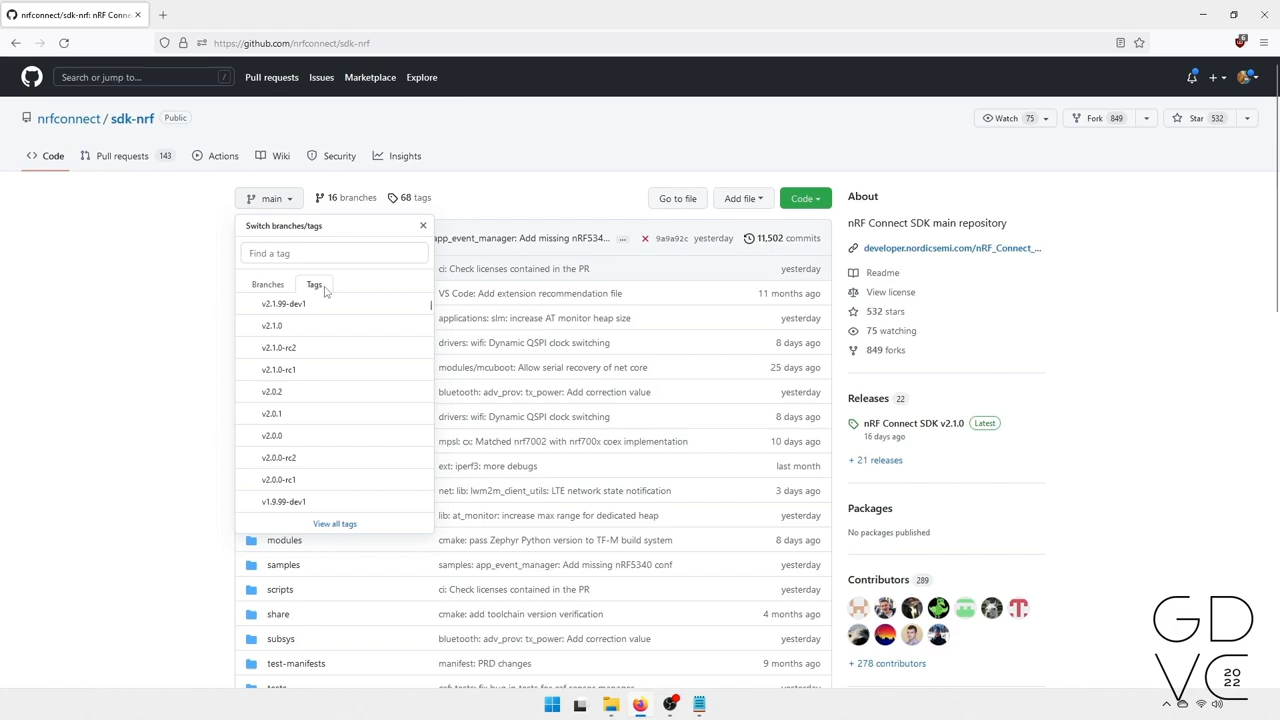 nrfconnect/sdk-nrf: nRF Conne
https://github.com/nrfconnect/sdk-nrf
Search or jump to...
/
Pull requests
Issues
Marketplace
Explore
nrfconnect / sdk-nrf
Public
Watch 75
Fork 849
Star 532
Code
Pull requests 143
Actions
Wiki
Security
Insights
main
16 branches
68 tags
Go to file
Add file
Code
Switch branches/tags
Find a tag
Branches
Tags
v2.1.99-dev1
v2.1.0
v2.1.0-rc2
v2.1.0-rc1
v2.0.2
v2.0.1
v2.0.0
v2.0.0-rc2
v2.0.0-rc1
v1.9.99-dev1
View all tags
app_event_manager: Add missing nRF534... ... 9a9a92c yesterday 11,502 commits
ci: Check licenses contained in the PR yesterday
VS Code: Add extension recommendation file 11 months ago
applications: slm: increase AT monitor heap size yesterday
drivers: wifi: Dynamic QSPI clock switching 8 days ago
modules/mcuboot: Allow serial recovery of net core 25 days ago
bluetooth: adv_prov: tx_power: Add correction value yesterday
drivers: wifi: Dynamic QSPI clock switching 8 days ago
mpsl: cx: Matched nrf7002 with nrf700x coex implementation 10 days ago
ext: iperf3: more debugs last month
net: lib: lwm2m_client_utils: LTE network state notification 3 days ago
lib: at_monitor: increase max range for dedicated heap yesterday
modules cmake: pass Zephyr Python version to TF-M build system 8 days ago
samples samples: app_event_manager: Add missing nRF5340 conf yesterday
scripts ci: Check licenses contained in the PR yesterday
share cmake: add toolchain version verification 4 months ago
subsys bluetooth: adv_prov: tx_power: Add correction value yesterday
test-manifests manifest: PRD changes 9 months ago
About
nRF Connect SDK main repository
developer.nordicsemi.com/nRF_Connect_...
Readme
View license
532 stars
75 watching
849 forks
Releases 22
nRF Connect SDK v2.1.0 Latest
16 days ago
+ 21 releases
Packages
No packages published
Contributors 289
+ 278 contributors
GD
VC
2022